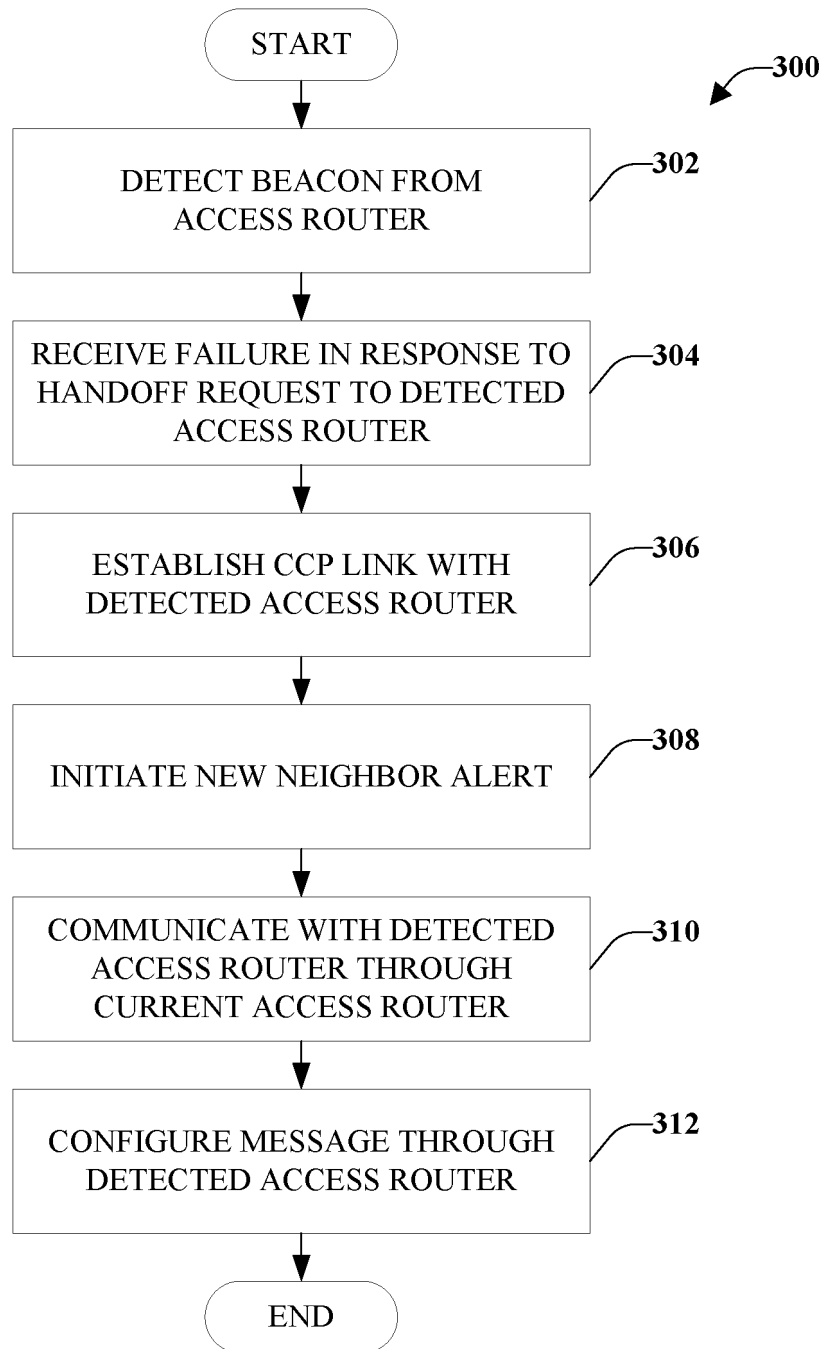 START
300
DETECT BEACON FROM
ACCESS ROUTER
302
RECEIVE FAILURE IN RESPONSE TO
HANDOFF REQUEST TO DETECTED
ACCESS ROUTER
304
ESTABLISH CCP LINK WITH
DETECTED ACCESS ROUTER
306
INITIATE NEW NEIGHBOR ALERT
308
COMMUNICATE WITH DETECTED
ACCESS ROUTER THROUGH
CURRENT ACCESS ROUTER
310
CONFIGURE MESSAGE THROUGH
DETECTED ACCESS ROUTER
312
END